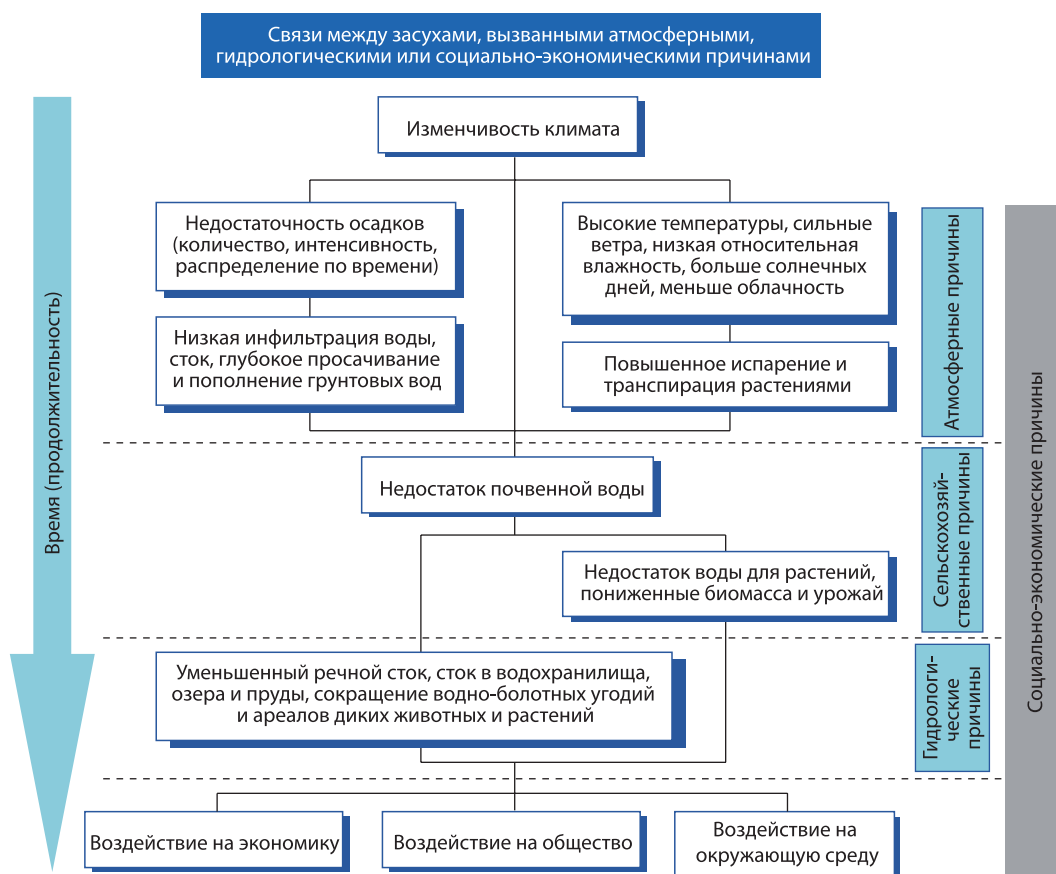 Связи между засухами, вызванными атмосферными,
гидрологическими или социально-экономическими причинами
Изменчивость климата
Недостаточность осадков
(количество, интенсивность,
распределение по времени)
Высокие температуры, сильные
ветра, низкая относительная
влажность, больше солнечных
дней, меньше облачность
Низкая инфильтрация воды,
сток, глубокое просачивание
и пополнение грунтовых вод
Повышенное испарение и
транспирация растениями
Атмосферные причины
Время (продолжительность)
Социально-экономические причины
Недостаток почвенной воды
Недостаток воды для растений,
пониженные биомасса и урожай
Сельскохозяй-
ственные причины
Уменьшенный речной сток, сток в водохранилища,
озера и пруды, сокращение водно-болотных угодий
и ареалов диких животных и растений
Гидрологи-
ческие
причины
Воздействие на экономику
Воздействие на общество
Воздействие на
окружающую среду